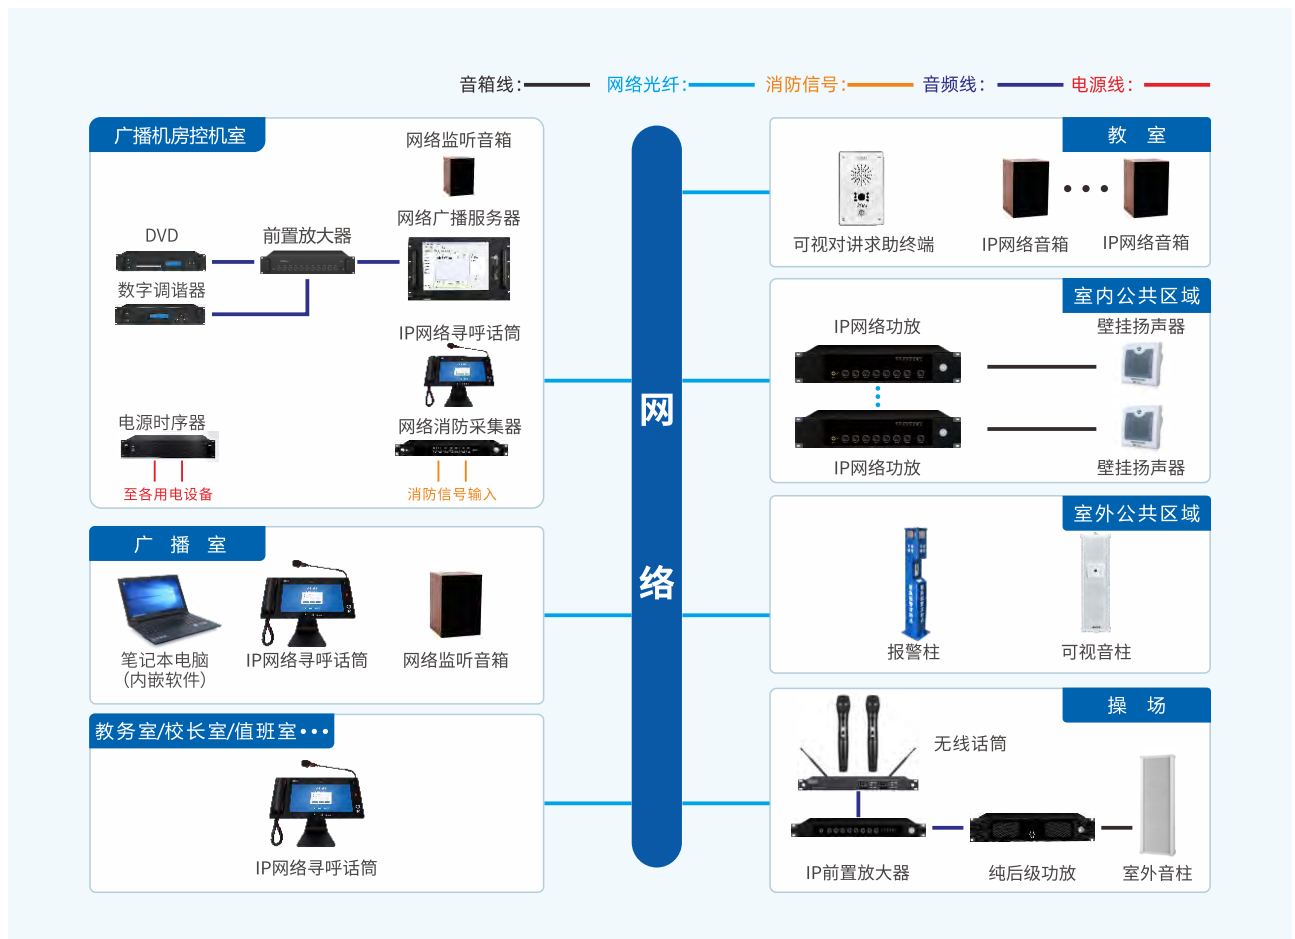 音箱线：
网络光纤：
消防信号：
音频线：
电源线：
广播机房控机室
网络监听音箱
网络广播服务器
DVD
前置放大器
数字调谐器
IP网络寻呼话筒
电源时序器
网络消防采集器
至各用电设备
消防信号输入
广 播 室
笔记本电脑
（内嵌软件）
IP网络寻呼话筒
网络监听音箱
教务室/校长室/值班室•••
IP网络寻呼话筒
网
络
教 室
可视对讲求助终端
IP网络音箱
IP网络音箱
室内公共区域
IP网络功放
壁挂扬声器
IP网络功放
壁挂扬声器
室外公共区域
报警柱
可视音柱
操 场
无线话筒
IP前置放大器
纯后级功放
室外音柱